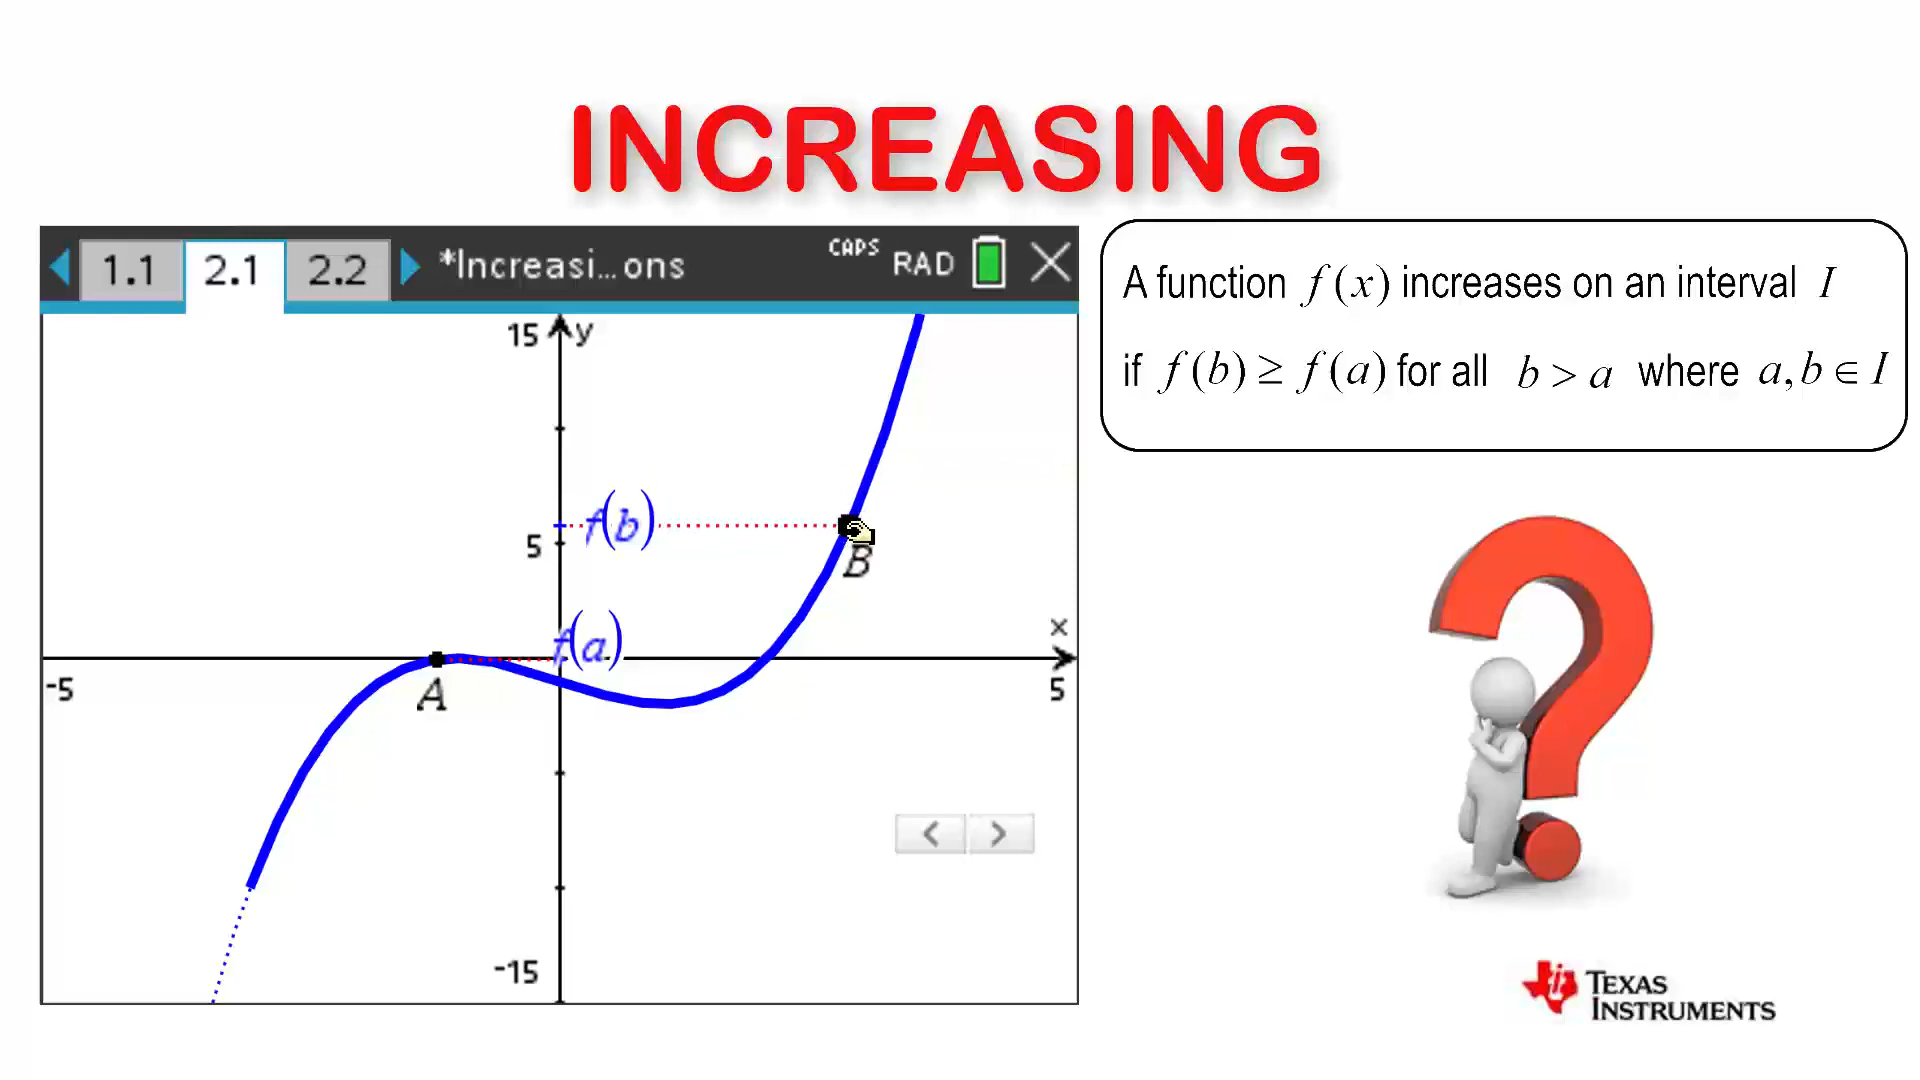 INCREASING
1.1 2.1 2.2 *Increasi...ons CAPS RAD
A function f(x) increases on an interval I
if f(b) ≥ f(a) for all b > a where a, b ∈ I
15 y
f(b)
5
B
f(a)
x
-5
A
5
-15
< >
TEXAS
INSTRUMENTS